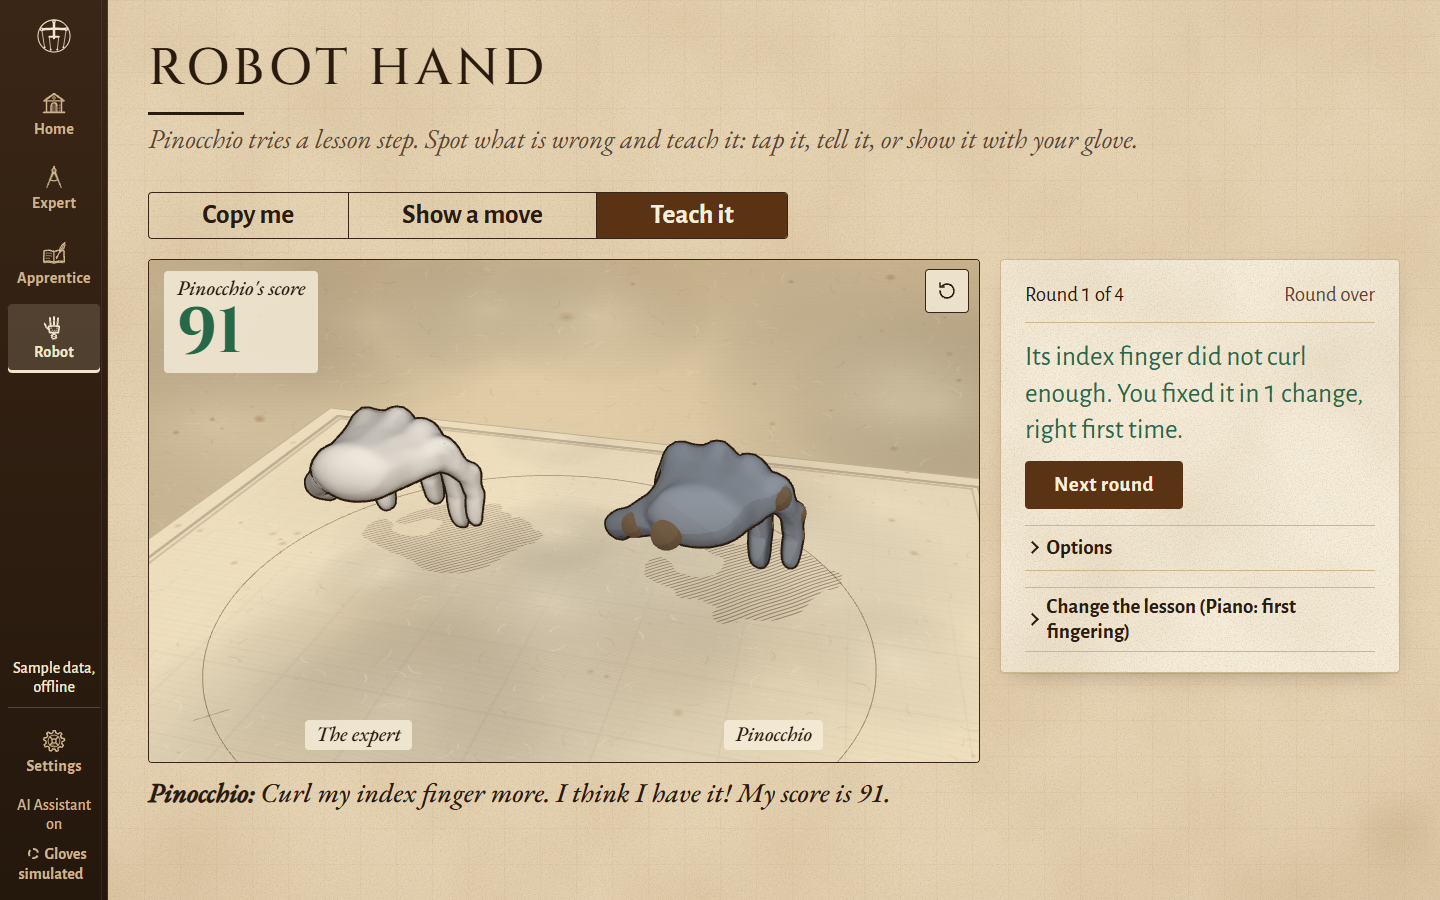 ROBOT HAND
Pinocchio tries a lesson step. Spot what is wrong and teach it: tap it, tell it, or show it with your glove.
Home
Expert
Apprentice
Robot
Sample data,
offline
Settings
AI Assistant
on
Gloves
simulated
Copy me
Show a move
Teach it
Pinocchio's score
91
The expert
Pinocchio
Pinocchio: Curl my index finger more. I think I have it! My score is 91.
Round 1 of 4
Round over
Its index finger did not curl
enough. You fixed it in 1 change,
right first time.
Next round
Options
Change the lesson (Piano: first
fingering)